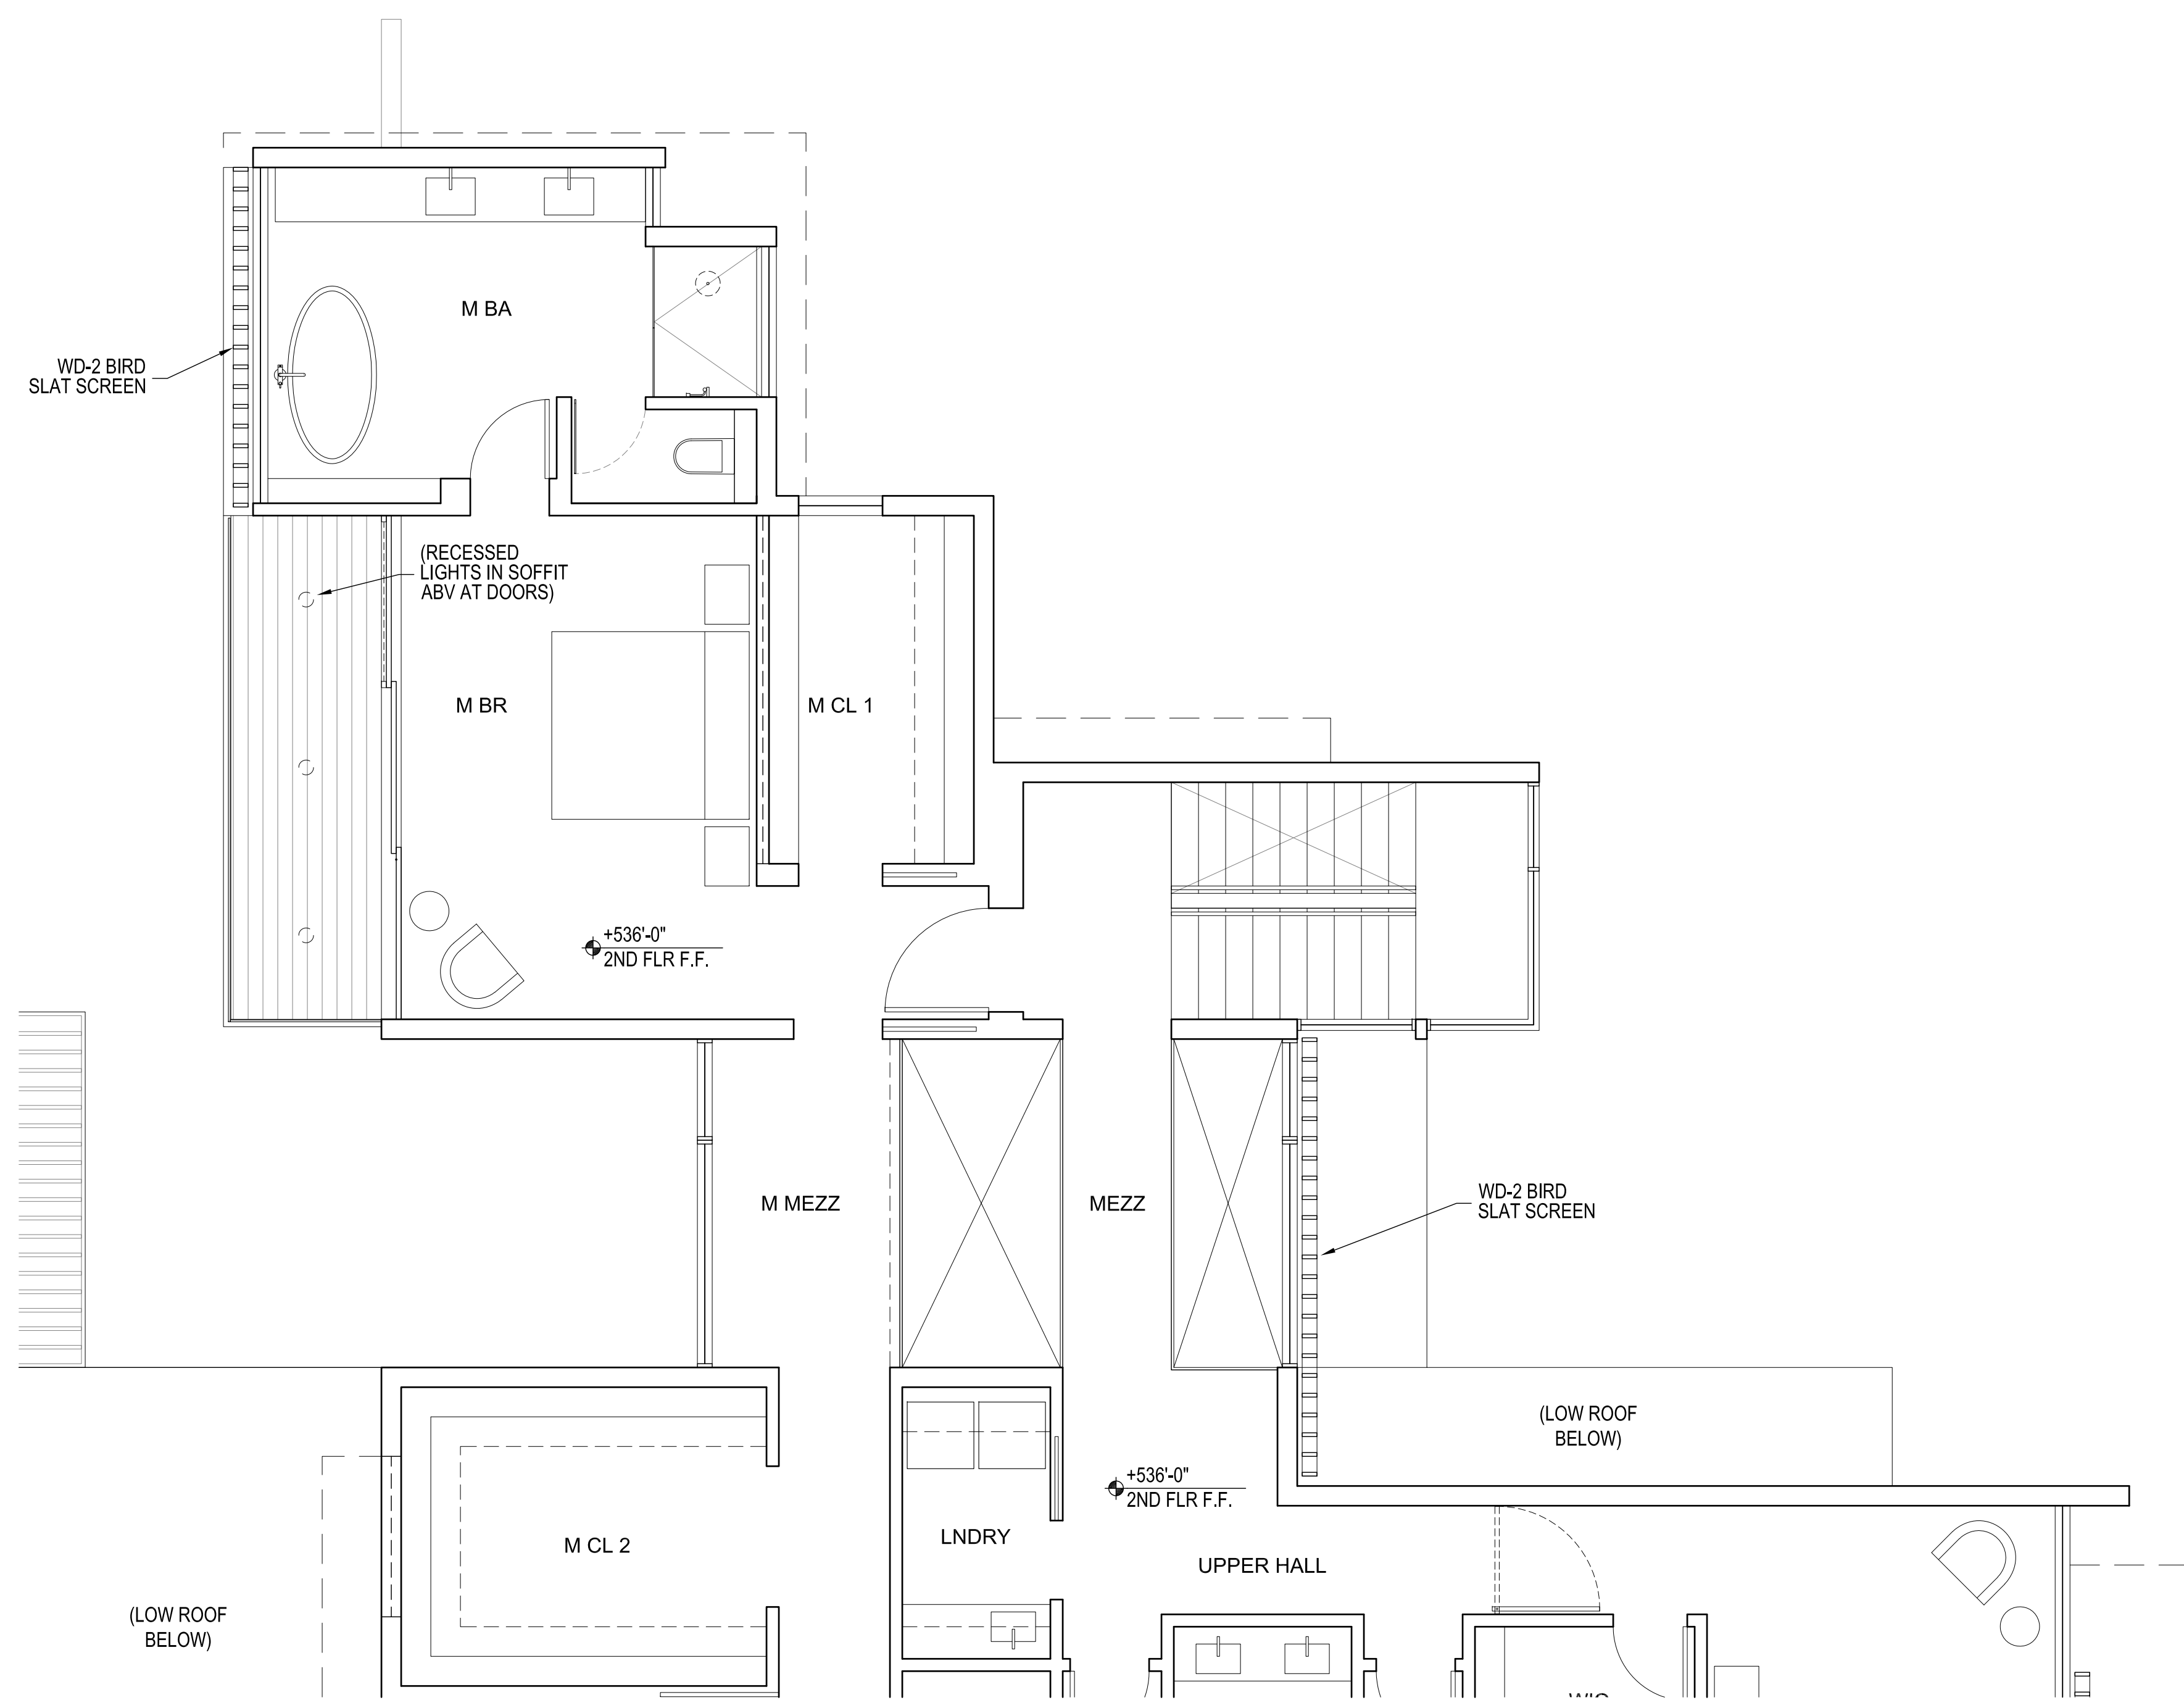 M BA
WD-2 BIRD
SLAT SCREEN
(RECESSED
LIGHTS IN SOFFIT
ABV AT DOORS)
M BR
M CL 1
+536'-0"
2ND FLR F.F.
M MEZZ
MEZZ
WD-2 BIRD
SLAT SCREEN
(LOW ROOF
BELOW)
+536'-0"
2ND FLR F.F.
LNDRY
M CL 2
UPPER HALL
(LOW ROOF
BELOW)